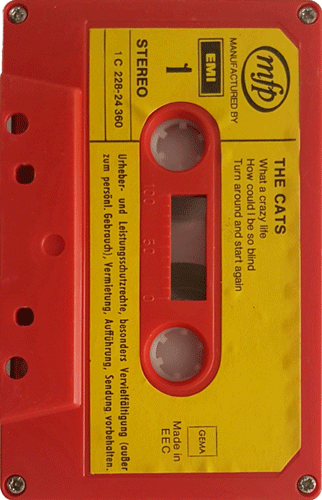 mfp
MANUFACTURED BY
EMI
1
STEREO
1 C 228-24 360
THE CATS
What a crazy life
How could I be so blind
Turn around and start again
100 50 0
Urheber- und Leistungsschutzrechte, besonders Vervielfältigung (außer
zum persönl. Gebrauch), Vermietung, Aufführung, Sendung vorbehalten.
GEMA
Made in
EEC